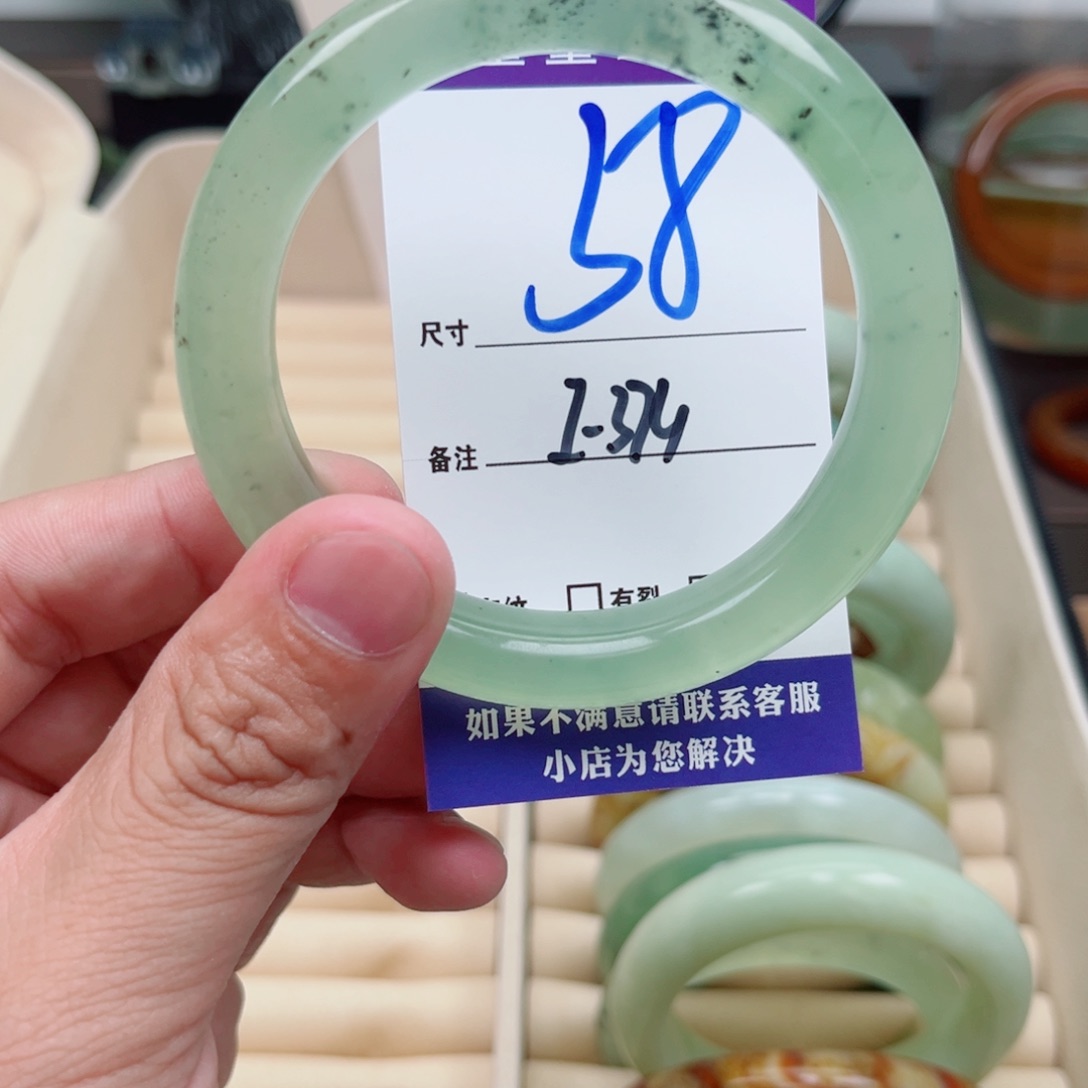 58
尺寸
I-374
备注
有裂
如果不满意请联系客服
小店为您解决